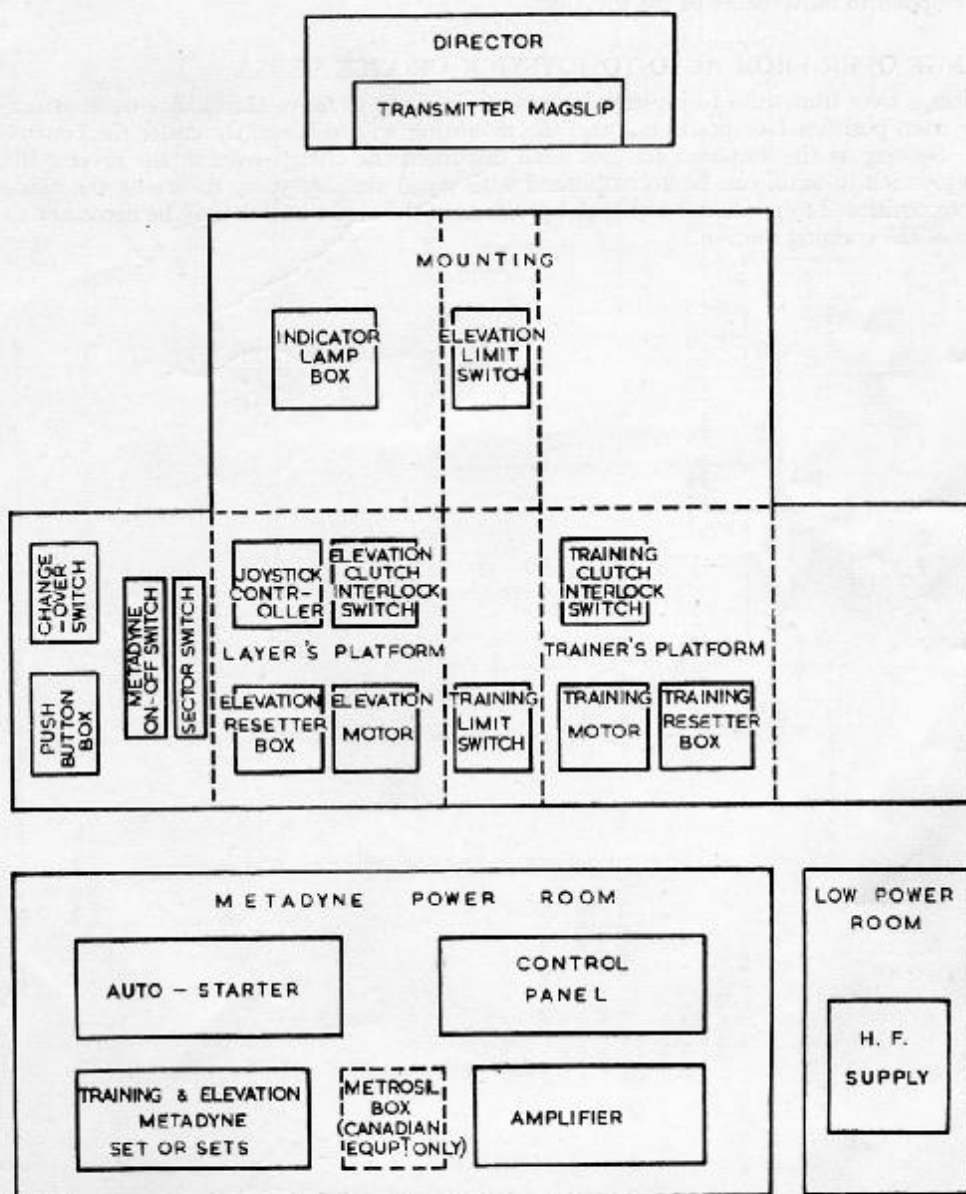 DIRECTOR
TRANSMITTER MAGSLIP
MOUNTING
INDICATOR
LAMP
BOX
ELEVATION
LIMIT
SWITCH
CHANGE
-OVER
SWITCH
PUSH
BUTTON
BOX
METADYNE
ON-OFF SWITCH
SECTOR SWITCH
JOYSTICK
CONTR-
OLLER
ELEVATION
CLUTCH
INTERLOCK
SWITCH
TRAINING
CLUTCH
INTERLOCK
SWITCH
LAYER'S PLATFORM
TRAINER'S PLATFORM
ELEVATION
RESETTER
BOX
ELEVATION
MOTOR
TRAINING
LIMIT
SWITCH
TRAINING
MOTOR
TRAINING
RESETTER
BOX
METADYNE POWER ROOM
AUTO - STARTER
CONTROL
PANEL
TRAINING & ELEVATION
METADYNE
SET OR SETS
METROSIL
BOX
(CANADIAN
EQUPT ONLY)
AMPLIFIER
LOW POWER
ROOM
H. F.
SUPPLY